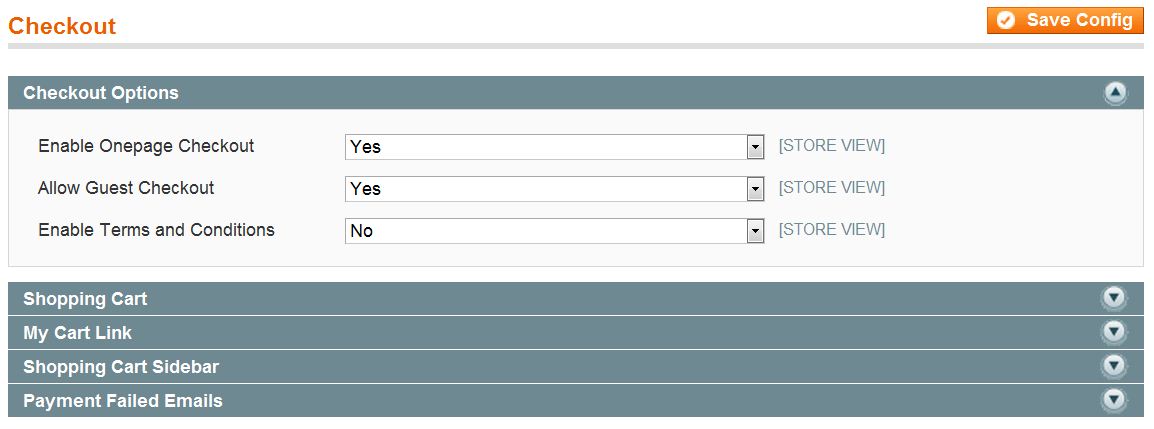 Checkout
Save Config
Checkout Options
Enable Onepage Checkout Yes [STORE VIEW]
Allow Guest Checkout Yes [STORE VIEW]
Enable Terms and Conditions No [STORE VIEW]
Shopping Cart
My Cart Link
Shopping Cart Sidebar
Payment Failed Emails